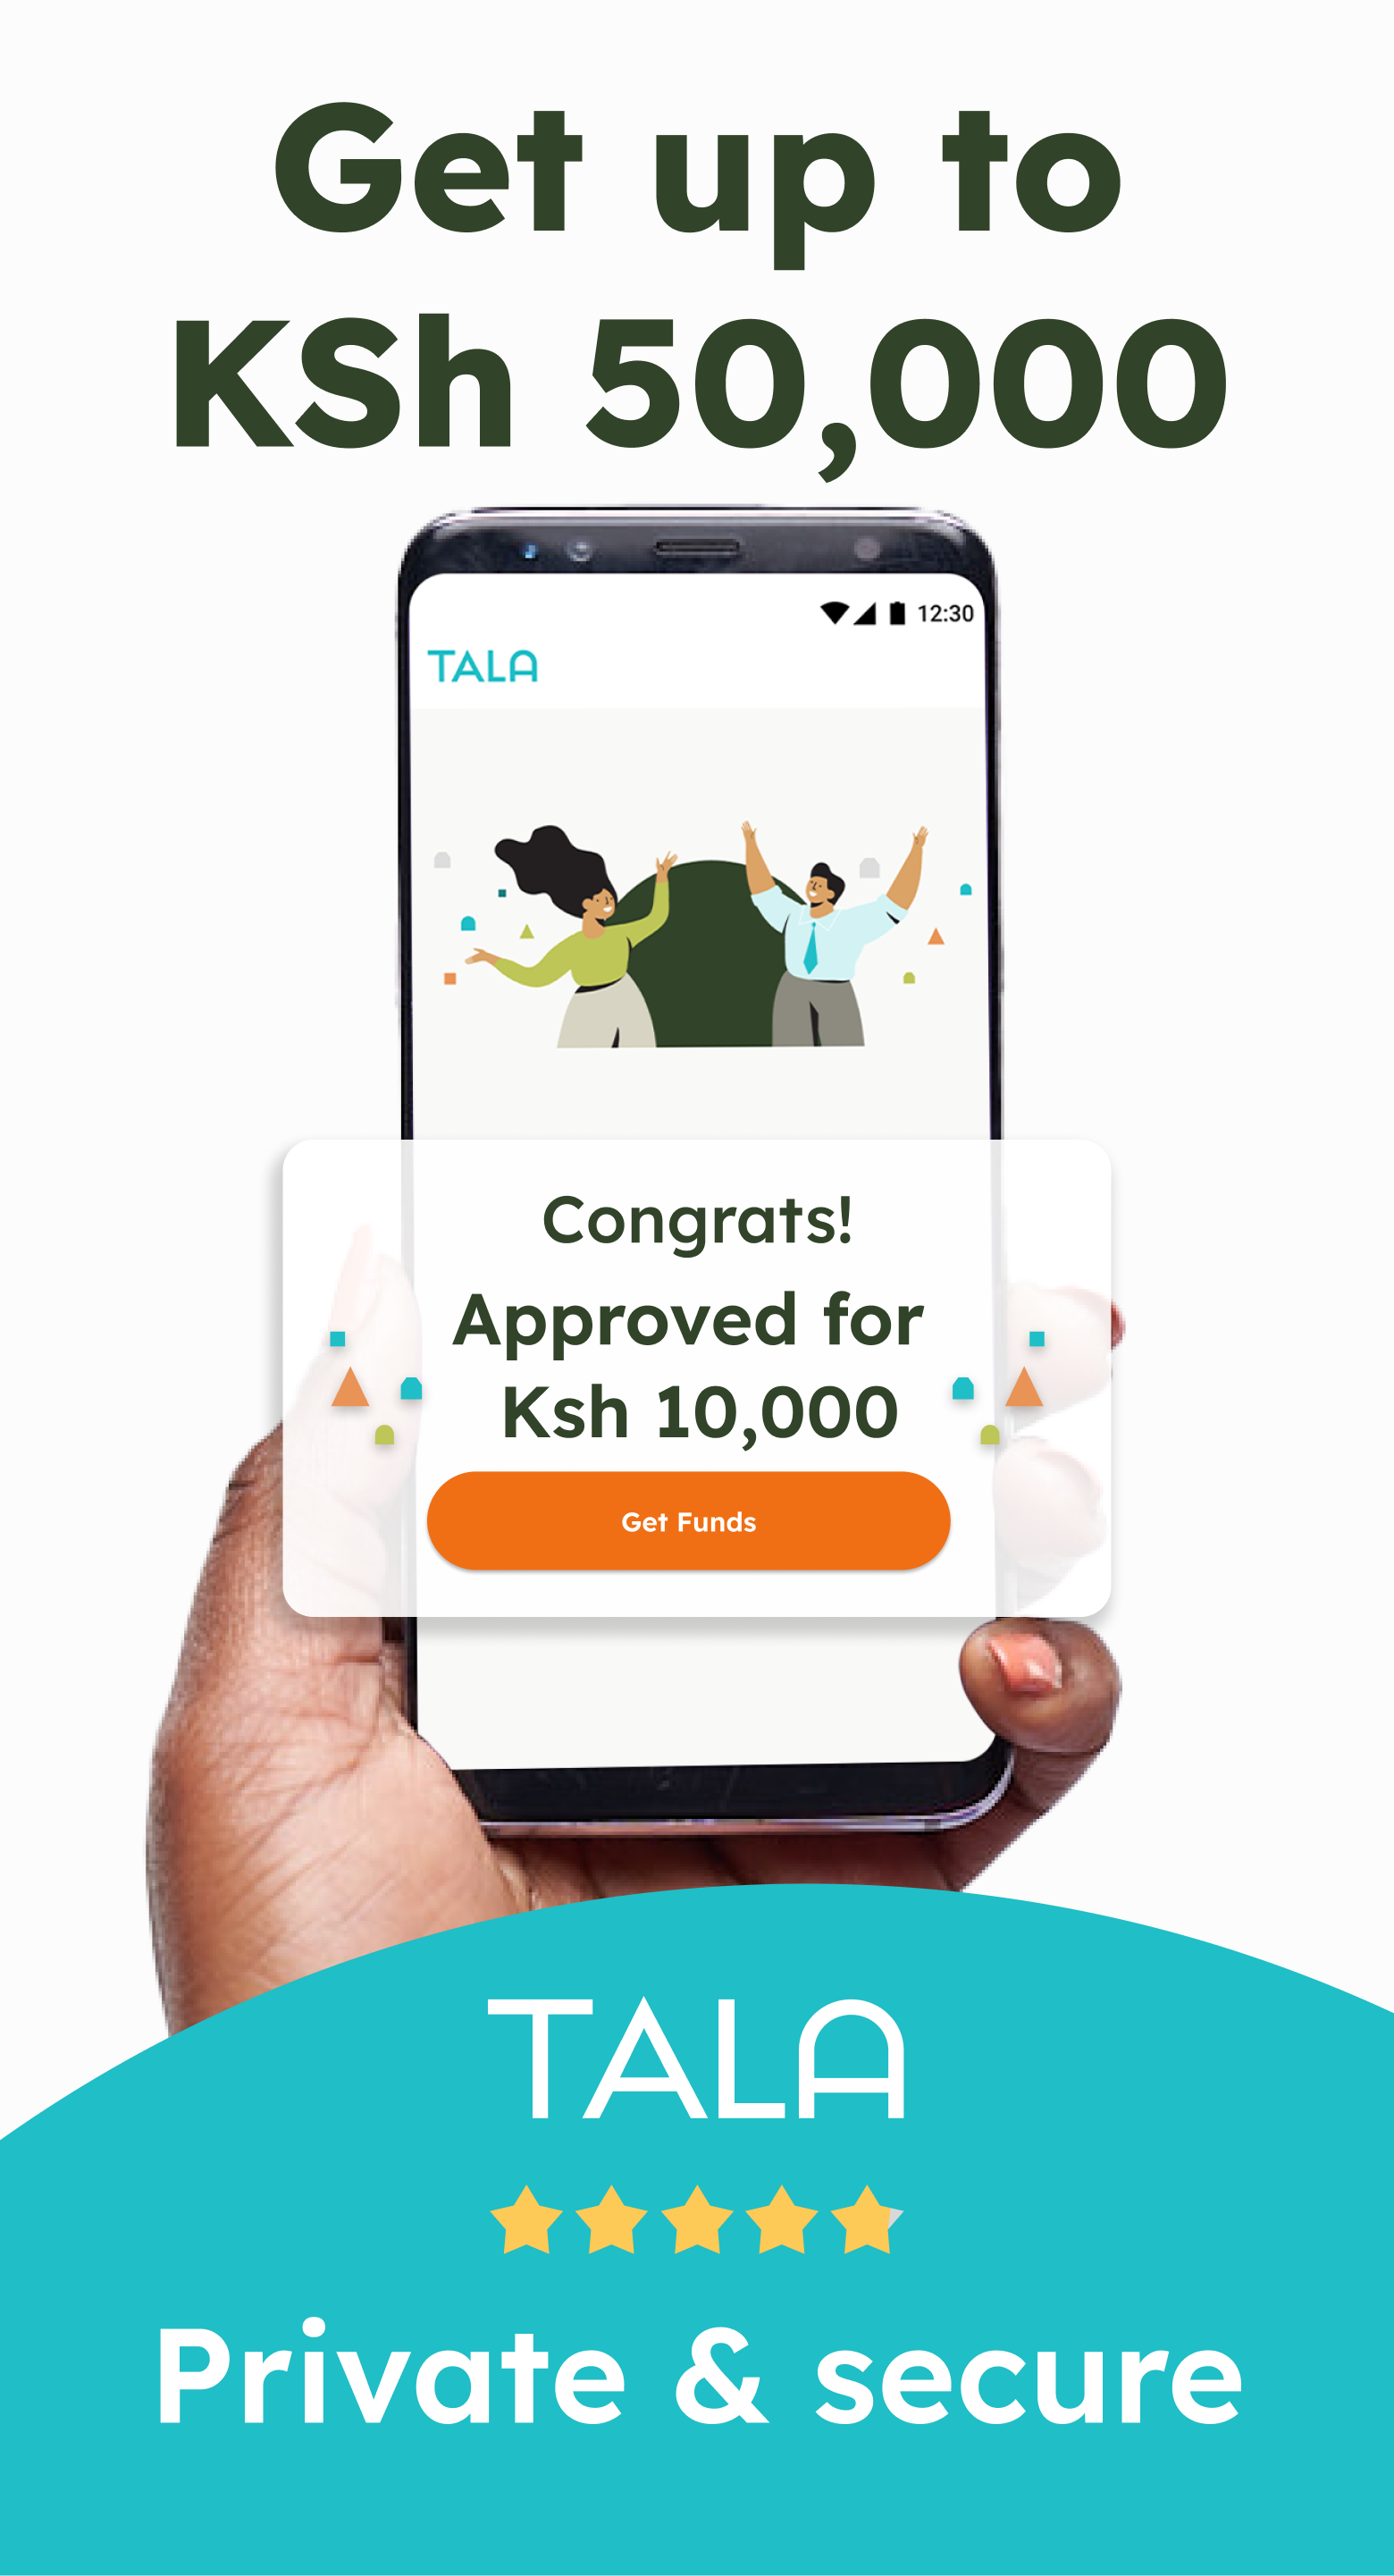 Get up to
KSh 50,000
12:30
TALA
Congrats!
Approved for
Ksh 10,000
Get Funds
TALA
Private & secure